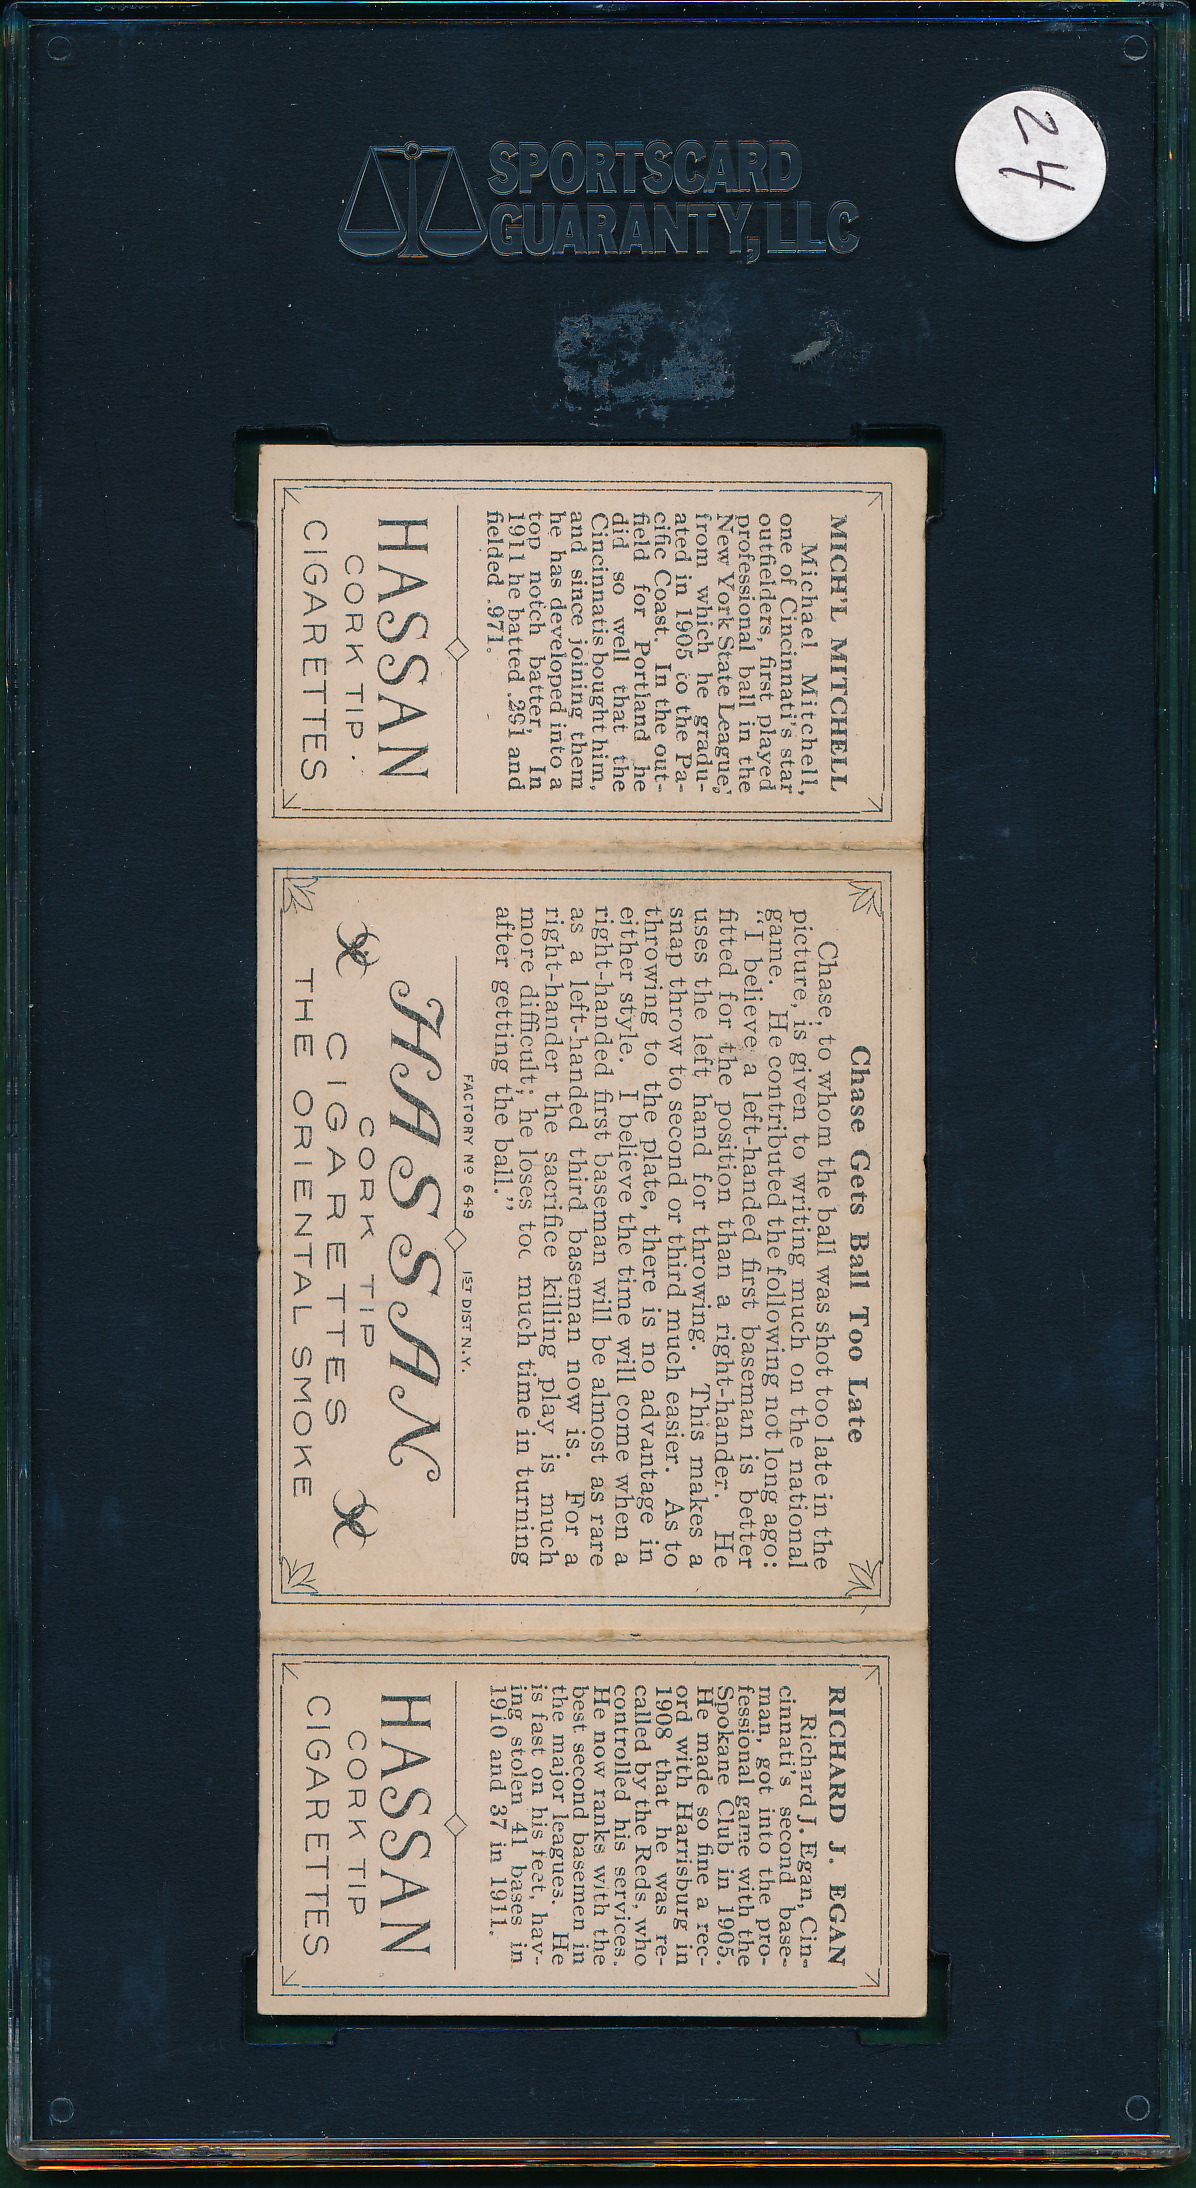 SPORTSCARD
GUARANTY, LLC
24
MICH'L MITCHELL
Michael Mitchell,
one of Cincinnati's star
outfielders, first played
professional ball in the
New York State League,
from which he gradu-
ated in 1905 to the Pa-
cific Coast. In the out-
field for Portland he
did so well that the
Cincinnatis bought him,
and since joining them
he has developed into a
top notch batter. In
1911 he batted .291 and
fielded .971.
HASSAN
CORK TIP.
CIGARETTES
Chase Gets Ball Too Late
Chase, to whom the ball was shot too late in the
picture, is given to writing much on the national
game. He contributed the following not long ago:
"I believe a left-handed first baseman is better
fitted for the position than a right-hander. He
uses the left hand for throwing. This makes a
snap throw to second or third much easier. As to
throwing to the plate, there is no advantage in
either style. I believe the time will come when a
right-handed first baseman will be almost as rare
as a left-handed third baseman now is. For a
right-hander the sacrifice killing play is much
more difficult; he loses too much time in turning
after getting the ball."
FACTORY Nº 649 1ST DIST N.Y.
HASSAN
CORK TIP
CIGARETTES
THE ORIENTAL SMOKE
RICHARD J. EGAN
Richard J. Egan, Cin-
cinnati's second base-
man, got into the pro-
fessional game with the
Spokane Club in 1905.
He made so fine a rec-
ord with Harrisburg in
1908 that he was re-
called by the Reds, who
controlled his services.
He now ranks with the
best second basemen in
the major leagues. He
is fast on his feet, hav-
ing stolen 41 bases in
1910 and 37 in 1911.
HASSAN
CORK TIP
CIGARETTES